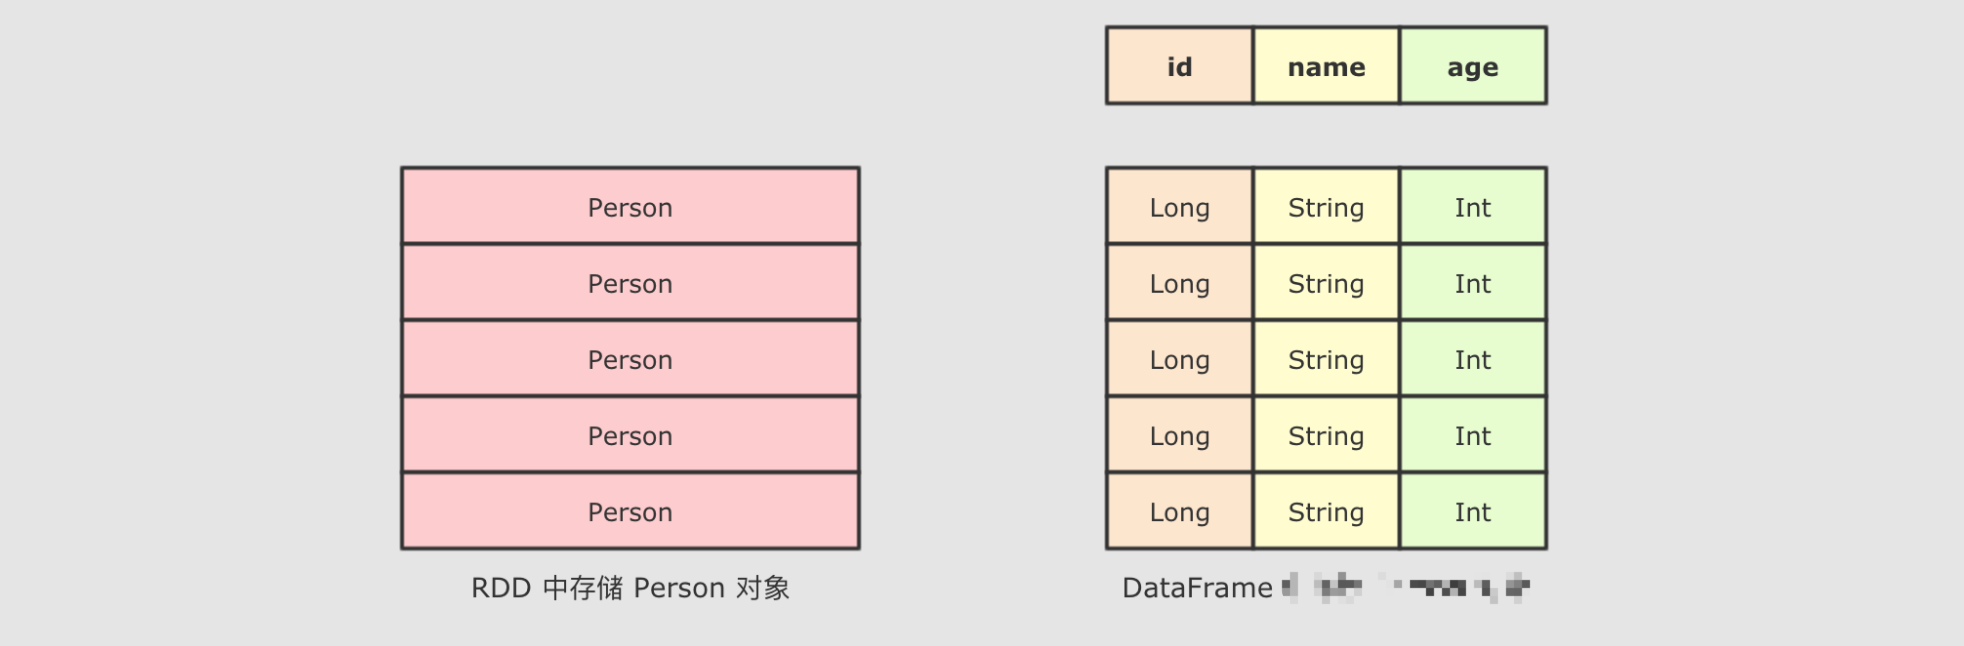 id name age
Person
Person
Person
Person
Person
Long String Int
Long String Int
Long String Int
Long String Int
Long String Int
RDD 中存储 Person 对象
DataFrame